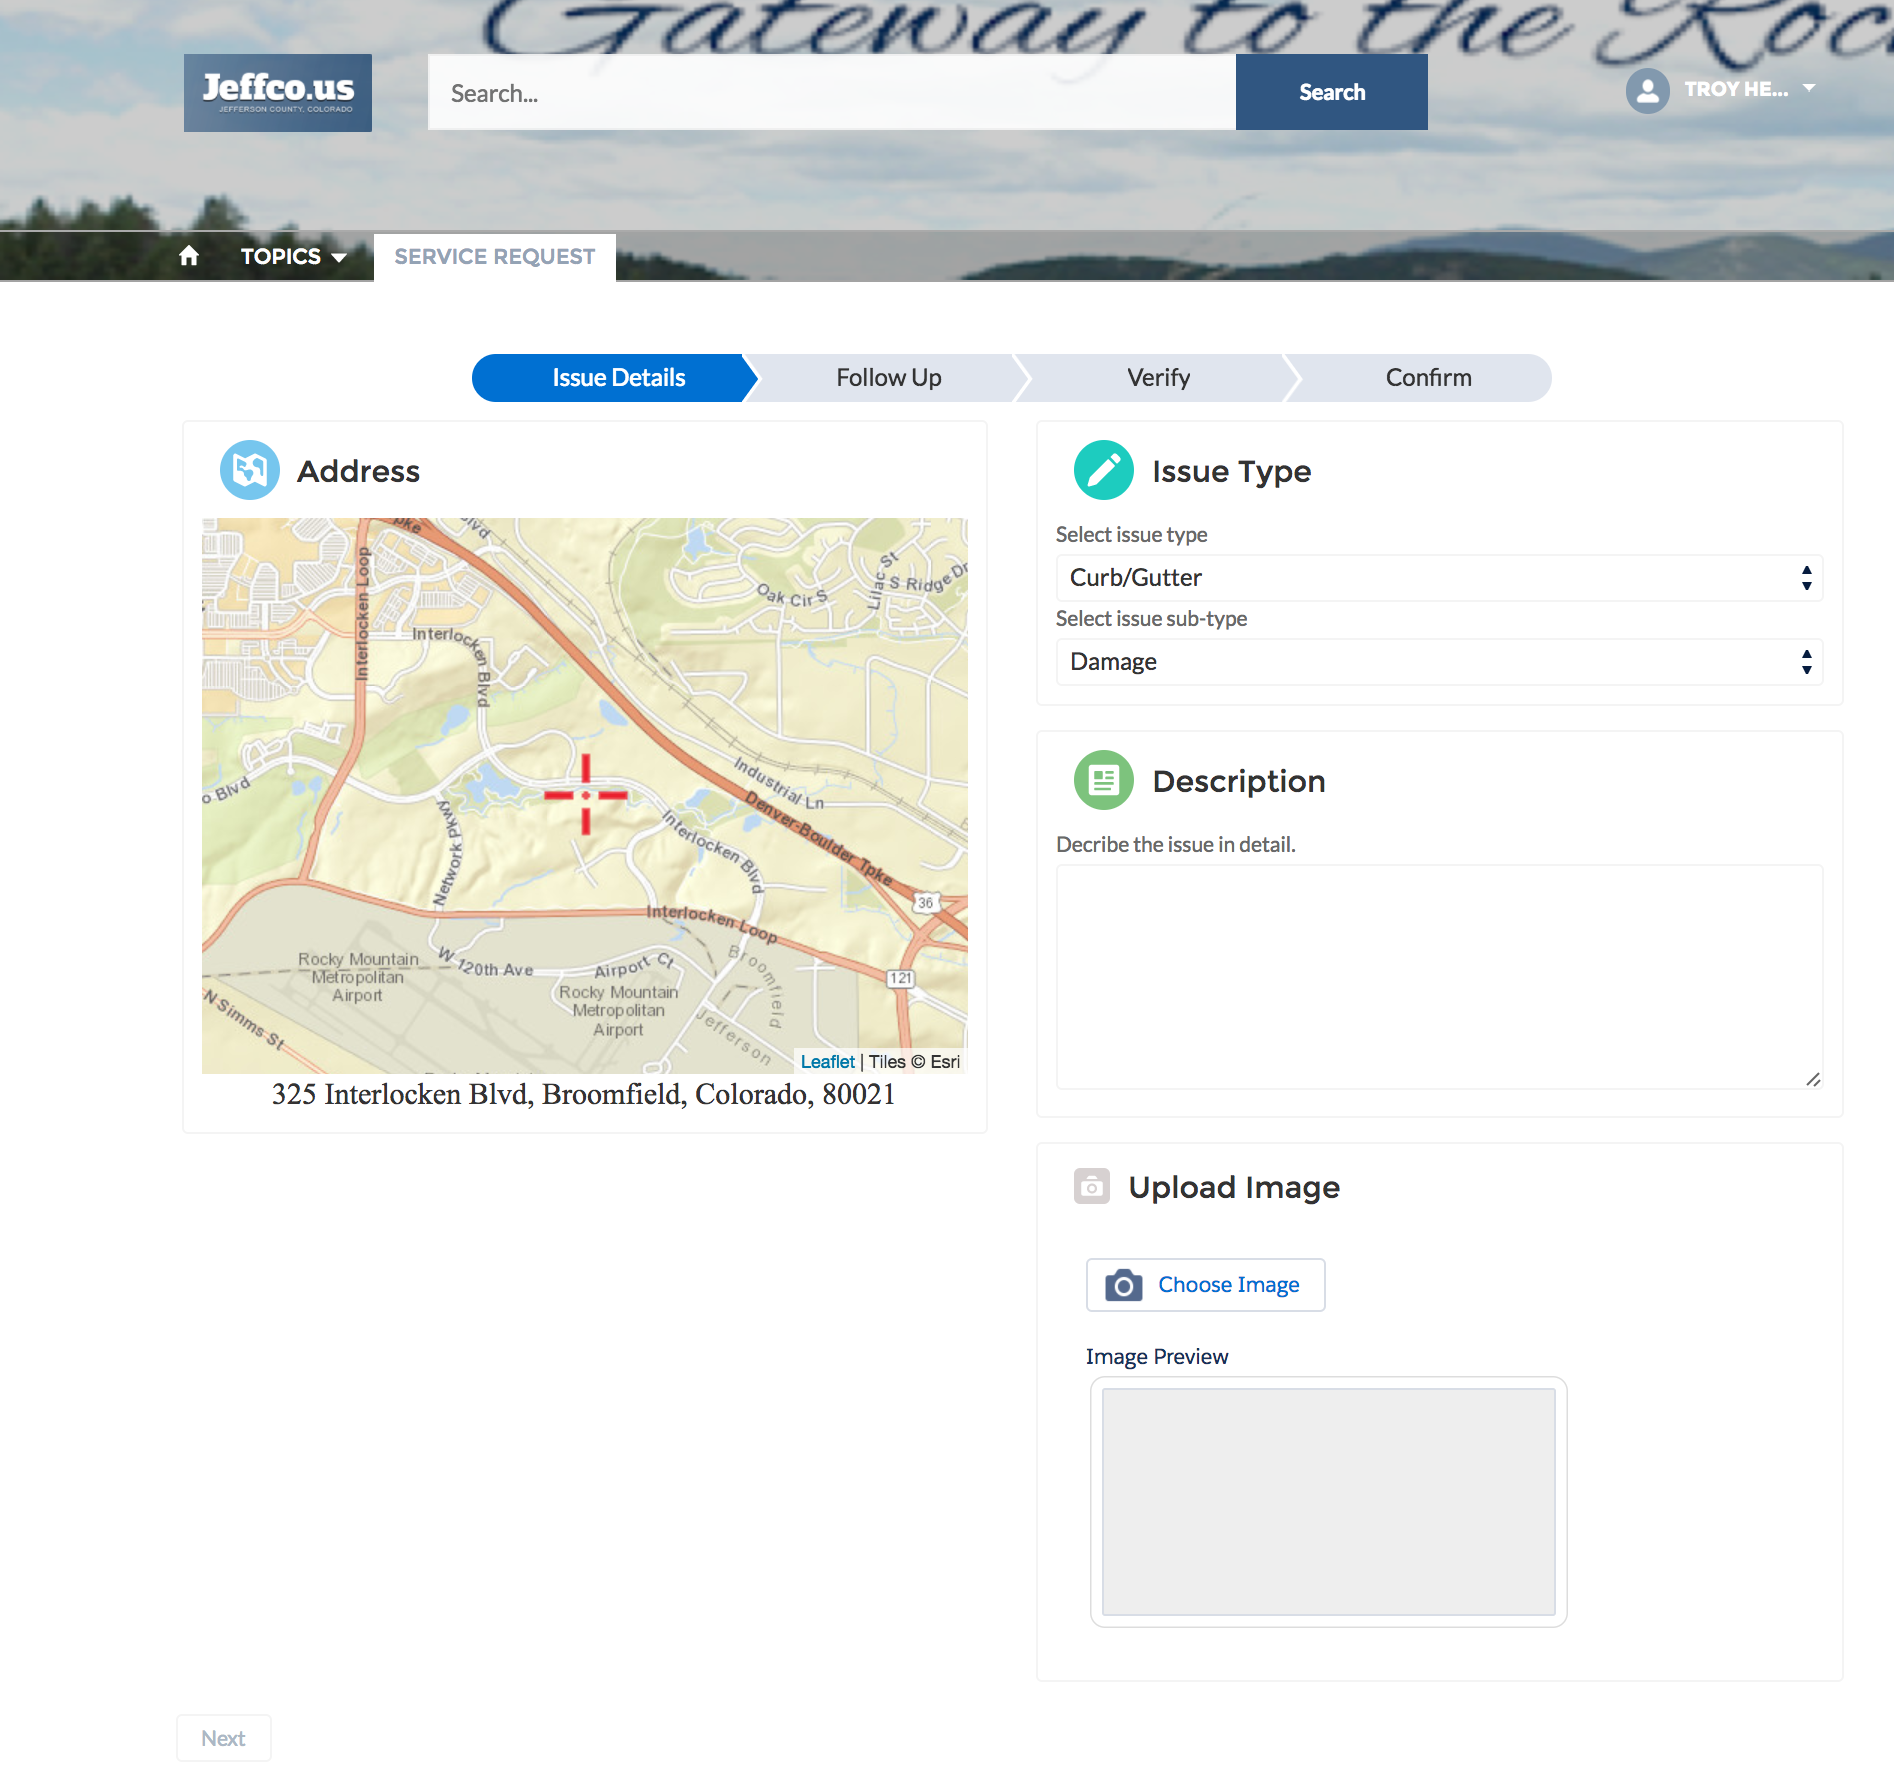 Gateway to the Roc
Jeffco.us
JEFFERSON COUNTY, COLORADO
Search...
Search
TROY HE...
TOPICS
SERVICE REQUEST
Issue Details
Follow Up
Verify
Confirm
Address
Tpke
Blvd
Interlocken Loop
Interlocken Blvd
Oak Cir S
Lilac St
S Ridge Dr
o Blvd
Network Pkwy
Industrial Ln
Denver-Boulder Tpke
Interlocken Blvd
36
Interlocken Loop
121
Rocky Mountain
Metropolitan
Airport
W 120th Ave
Airport Ct
Broomfield
Jefferson
Rocky Mountain
Metropolitan
Airport
N Simms St
Leaflet | Tiles © Esri
325 Interlocken Blvd, Broomfield, Colorado, 80021
Issue Type
Select issue type
Curb/Gutter
Select issue sub-type
Damage
Description
Decribe the issue in detail.
Upload Image
Choose Image
Image Preview
Next